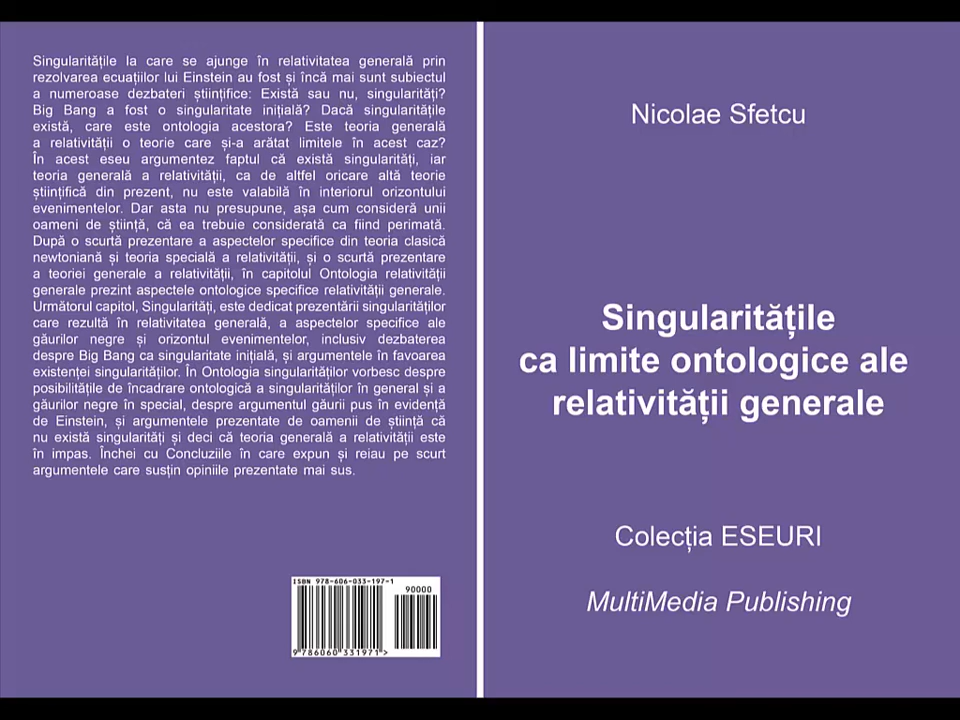 Singularitățile la care se ajunge în relativitatea generală prin
rezolvarea ecuațiilor lui Einstein au fost și încă mai sunt subiectul
a numeroase dezbateri științifice: Există sau nu, singularități?
Big Bang a fost o singularitate inițială? Dacă singularitățile
există, care este ontologia acestora? Este teoria generală
a relativității o teorie care și-a arătat limitele în acest caz?
În acest eseu argumentez faptul că există singularități, iar
teoria generală a relativității, ca de altfel oricare altă teorie
științifică din prezent, nu este valabilă în interiorul orizontului
evenimentelor. Dar asta nu presupune, așa cum consideră unii
oameni de știință, că ea trebuie considerată ca fiind perimată.
După o scurtă prezentare a aspectelor specifice din teoria clasică
newtoniană și teoria specială a relativității, și o scurtă prezentare
a teoriei generale a relativității, în capitolul Ontologia relativității
generale prezint aspectele ontologice specifice relativității generale.
Următorul capitol, Singularități, este dedicat prezentării singularităților
care rezultă în relativitatea generală, a aspectelor specifice ale
găurilor negre și orizontul evenimentelor, inclusiv dezbaterea
despre Big Bang ca singularitate inițială, și argumentele în favoarea
existenței singularităților. În Ontologia singularităților vorbesc despre
posibilitățile de încadrare ontologică a singularităților în general și a
găurilor negre în special, despre argumentul găurii pus în evidență
de Einstein, și argumentele prezentate de oamenii de știință că
nu există singularități și deci că teoria generală a relativității este
în impas. Închei cu Concluziile în care expun și reiau pe scurt
argumentele care susțin opiniile prezentate mai sus.
ISBN 978-606-033-197-1
90000
9 786060 331971 >
Nicolae Sfetcu
Singularitățile
ca limite ontologice ale
relativității generale
Colecția ESEURI
MultiMedia Publishing